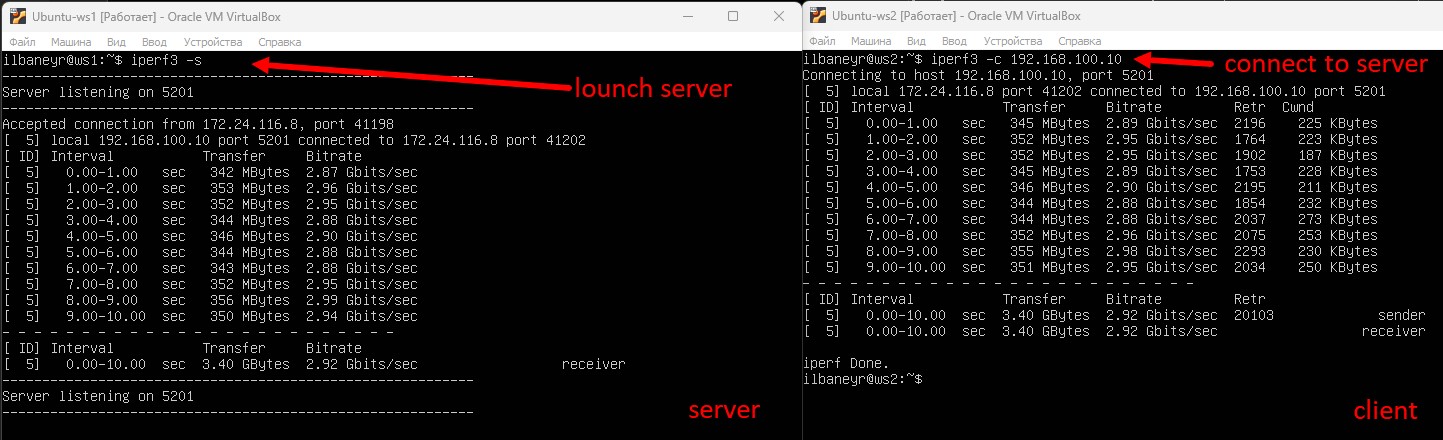 Ubuntu-ws1 [Работает] - Oracle VM VirtualBox
Файл Машина Вид Ввод Устройства Справка
ilbaneyr@ws1:~$ iperf3 -s
lounch server
-----------------------------------------------------------
Server listening on 5201
-----------------------------------------------------------
Accepted connection from 172.24.116.8, port 41198
[  5] local 192.168.100.10 port 5201 connected to 172.24.116.8 port 41202
[ ID] Interval           Transfer     Bitrate
[  5]   0.00-1.00   sec   342 MBytes  2.87 Gbits/sec
[  5]   1.00-2.00   sec   353 MBytes  2.96 Gbits/sec
[  5]   2.00-3.00   sec   352 MBytes  2.95 Gbits/sec
[  5]   3.00-4.00   sec   344 MBytes  2.88 Gbits/sec
[  5]   4.00-5.00   sec   346 MBytes  2.90 Gbits/sec
[  5]   5.00-6.00   sec   344 MBytes  2.88 Gbits/sec
[  5]   6.00-7.00   sec   343 MBytes  2.88 Gbits/sec
[  5]   7.00-8.00   sec   352 MBytes  2.95 Gbits/sec
[  5]   8.00-9.00   sec   356 MBytes  2.99 Gbits/sec
[  5]   9.00-10.00  sec   350 MBytes  2.94 Gbits/sec
- - - - - - - - - - - - - - - - - - - - - - - - -
[ ID] Interval           Transfer     Bitrate
[  5]   0.00-10.00  sec  3.40 GBytes  2.92 Gbits/sec                  receiver
-----------------------------------------------------------
Server listening on 5201
-----------------------------------------------------------
server
Ubuntu-ws2 [Работает] - Oracle VM VirtualBox
Файл Машина Вид Ввод Устройства Справка
ilbaneyr@ws2:~$ iperf3 -c 192.168.100.10
connect to server
Connecting to host 192.168.100.10, port 5201
[  5] local 172.24.116.8 port 41202 connected to 192.168.100.10 port 5201
[ ID] Interval           Transfer     Bitrate         Retr  Cwnd
[  5]   0.00-1.00   sec   345 MBytes  2.89 Gbits/sec  2196    225 KBytes
[  5]   1.00-2.00   sec   352 MBytes  2.95 Gbits/sec  1764    223 KBytes
[  5]   2.00-3.00   sec   352 MBytes  2.95 Gbits/sec  1902    187 KBytes
[  5]   3.00-4.00   sec   345 MBytes  2.89 Gbits/sec  1753    228 KBytes
[  5]   4.00-5.00   sec   346 MBytes  2.90 Gbits/sec  2195    211 KBytes
[  5]   5.00-6.00   sec   344 MBytes  2.88 Gbits/sec  1854    232 KBytes
[  5]   6.00-7.00   sec   344 MBytes  2.88 Gbits/sec  2037    273 KBytes
[  5]   7.00-8.00   sec   352 MBytes  2.96 Gbits/sec  2075    253 KBytes
[  5]   8.00-9.00   sec   355 MBytes  2.98 Gbits/sec  2293    230 KBytes
[  5]   9.00-10.00  sec   351 MBytes  2.95 Gbits/sec  2034    250 KBytes
- - - - - - - - - - - - - - - - - - - - - - - - -
[ ID] Interval           Transfer     Bitrate         Retr
[  5]   0.00-10.00  sec  3.40 GBytes  2.92 Gbits/sec  20103             sender
[  5]   0.00-10.00  sec  3.40 GBytes  2.92 Gbits/sec                  receiver
iperf Done.
ilbaneyr@ws2:~$
client